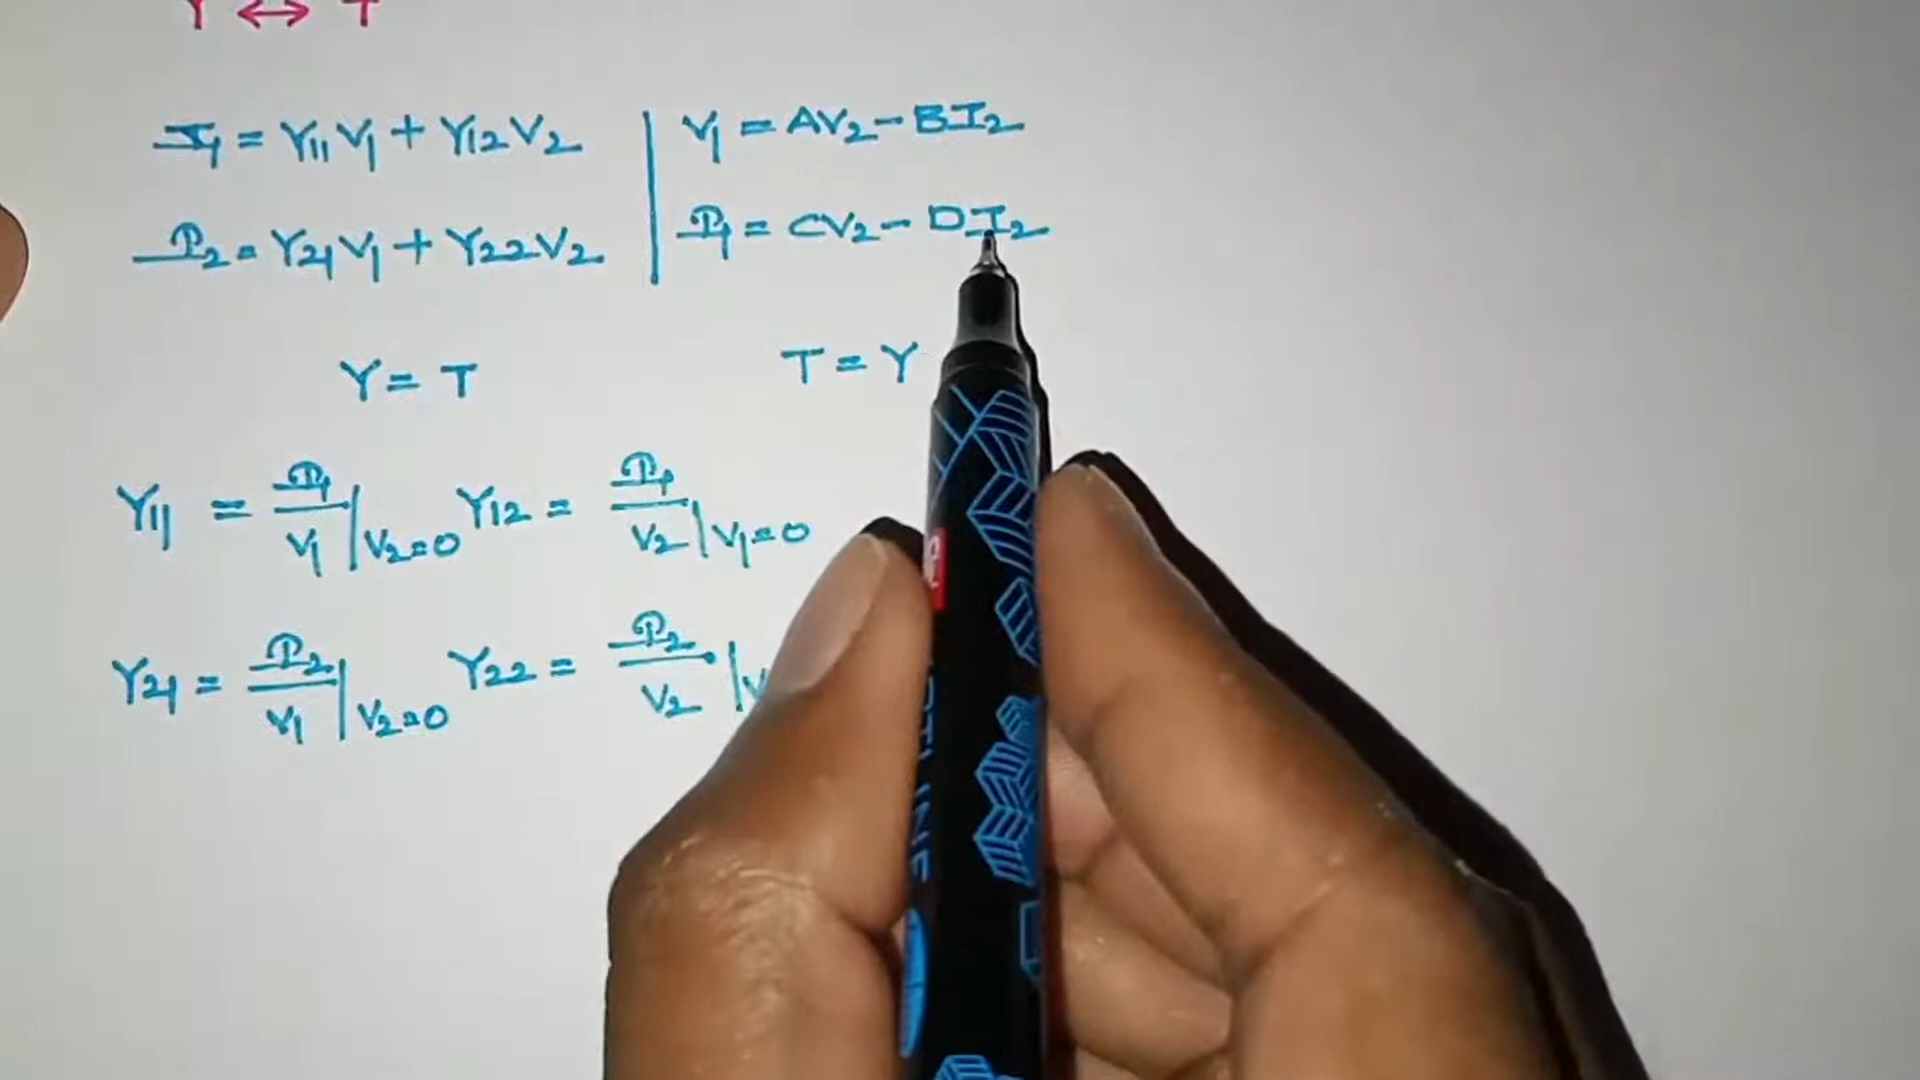 Y ↔ T
I1 = Y11 V1 + Y12 V2 | V1 = AV2 - BI2
I2 = Y21 V1 + Y22 V2 | I1 = CV2 - DI2
Y = T T = Y
Y11 = I1/V1 |V2=0 Y12 = I1/V2 |V1=0
Y21 = I2/V1 |V2=0 Y22 = I2/V2 |V